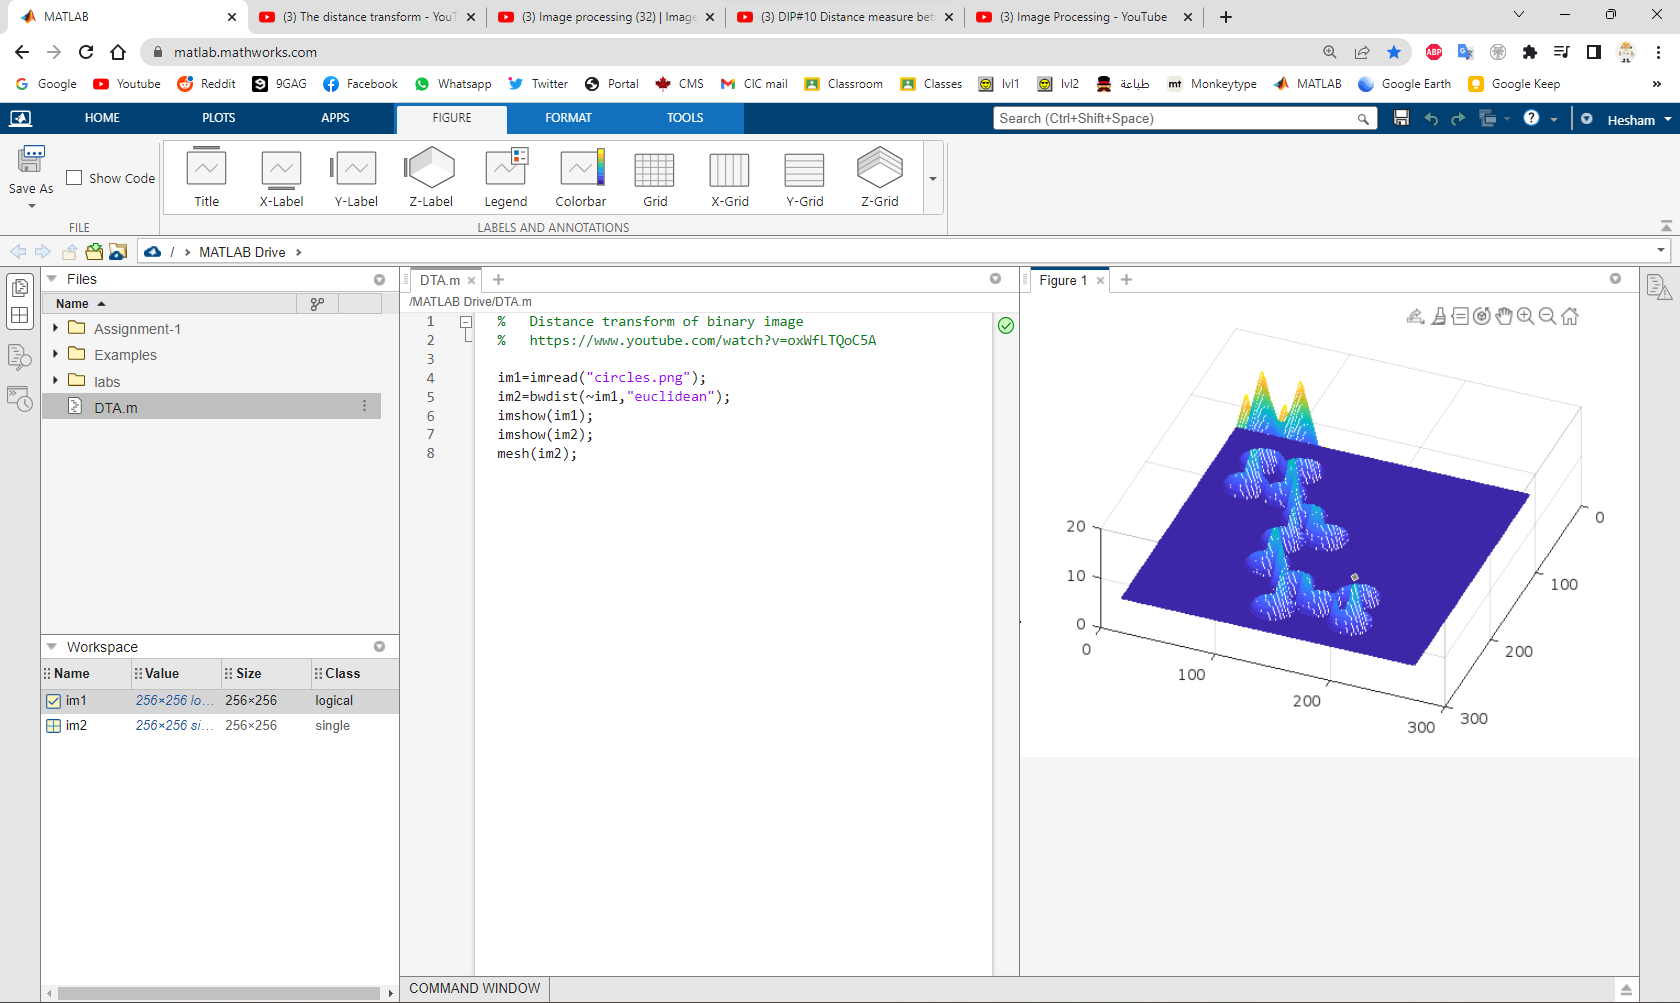 MATLAB
(3) The distance transform - YouT
(3) Image processing (32) | Image
(3) DIP#10 Distance measure bet
(3) Image Processing - YouTube
matlab.mathworks.com
ABP
Google Youtube Reddit 9GAG Facebook Whatsapp Twitter Portal CMS CIC mail Classroom Classes lvl1 lvl2 طباعة mt Monkeytype MATLAB Google Earth Google Keep »
HOME PLOTS APPS FIGURE FORMAT TOOLS
Search (Ctrl+Shift+Space)
Hesham
Save As
Show Code
Title X-Label Y-Label Z-Label Legend Colorbar Grid X-Grid Y-Grid Z-Grid
FILE
LABELS AND ANNOTATIONS
/ › MATLAB Drive ›
Files
Name
Assignment-1
Examples
labs
DTA.m
Workspace
Name Value Size Class
im1 256×256 lo... 256×256 logical
im2 256×256 si... 256×256 single
DTA.m
/MATLAB Drive/DTA.m
1 % Distance transform of binary image
2 % https://www.youtube.com/watch?v=oxWfLTQoC5A
3
4 im1=imread("circles.png");
5 im2=bwdist(~im1,"euclidean");
6 imshow(im1);
7 imshow(im2);
8 mesh(im2);
COMMAND WINDOW
Figure 1
20
10
0
0
100
200
300
0
100
200
300